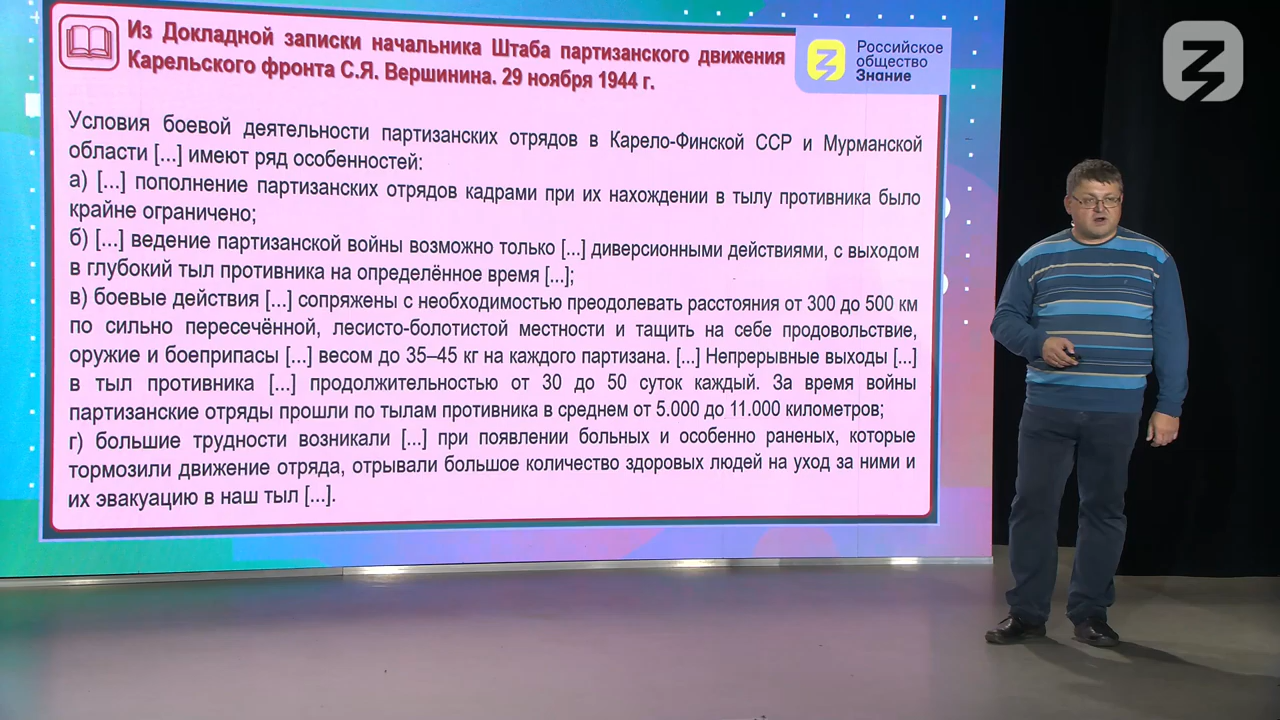 Из Докладной записки начальника Штаба партизанского движения
Карельского фронта С.Я. Вершинина. 29 ноября 1944 г.
Российское
общество
Знание
Условия боевой деятельности партизанских отрядов в Карело-Финской ССР и Мурманской
области [...] имеют ряд особенностей:
а) [...] пополнение партизанских отрядов кадрами при их нахождении в тылу противника было
крайне ограничено;
б) [...] ведение партизанской войны возможно только [...] диверсионными действиями, с выходом
в глубокий тыл противника на определённое время [...];
в) боевые действия [...] сопряжены с необходимостью преодолевать расстояния от 300 до 500 км
по сильно пересечённой, лесисто-болотистой местности и тащить на себе продовольствие,
оружие и боеприпасы [...] весом до 35–45 кг на каждого партизана. [...] Непрерывные выходы [...]
в тыл противника [...] продолжительностью от 30 до 50 суток каждый. За время войны
партизанские отряды прошли по тылам противника в среднем от 5.000 до 11.000 километров;
г) большие трудности возникали [...] при появлении больных и особенно раненых, которые
тормозили движение отряда, отрывали большое количество здоровых людей на уход за ними и
их эвакуацию в наш тыл [...].